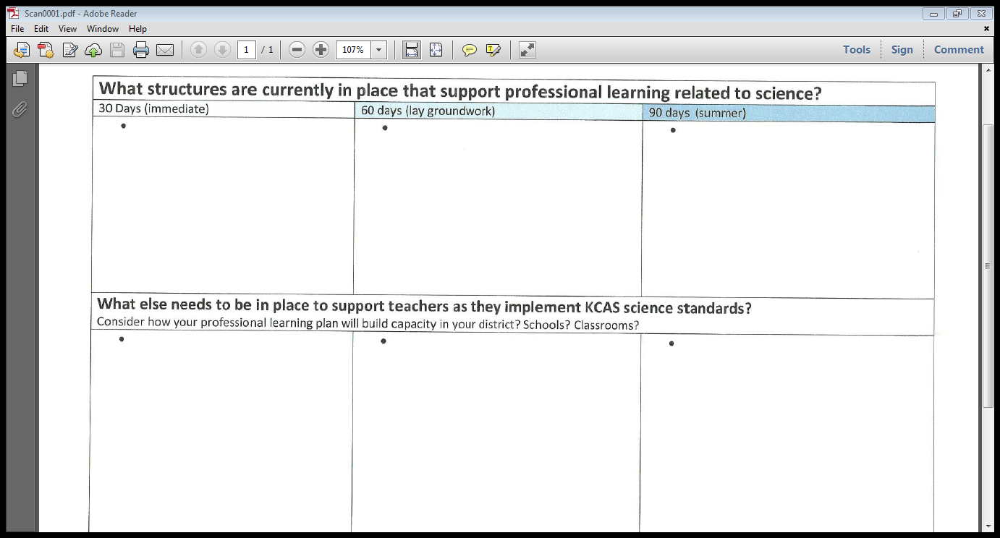 Scan0001.pdf - Adobe Reader
File Edit View Window Help
1 / 1 107% Tools Sign Comment
What structures are currently in place that support professional learning related to science?
30 Days (immediate) 60 days (lay groundwork) 90 days (summer)
• • •
What else needs to be in place to support teachers as they implement KCAS science standards?
Consider how your professional learning plan will build capacity in your district? Schools? Classrooms?
• • •